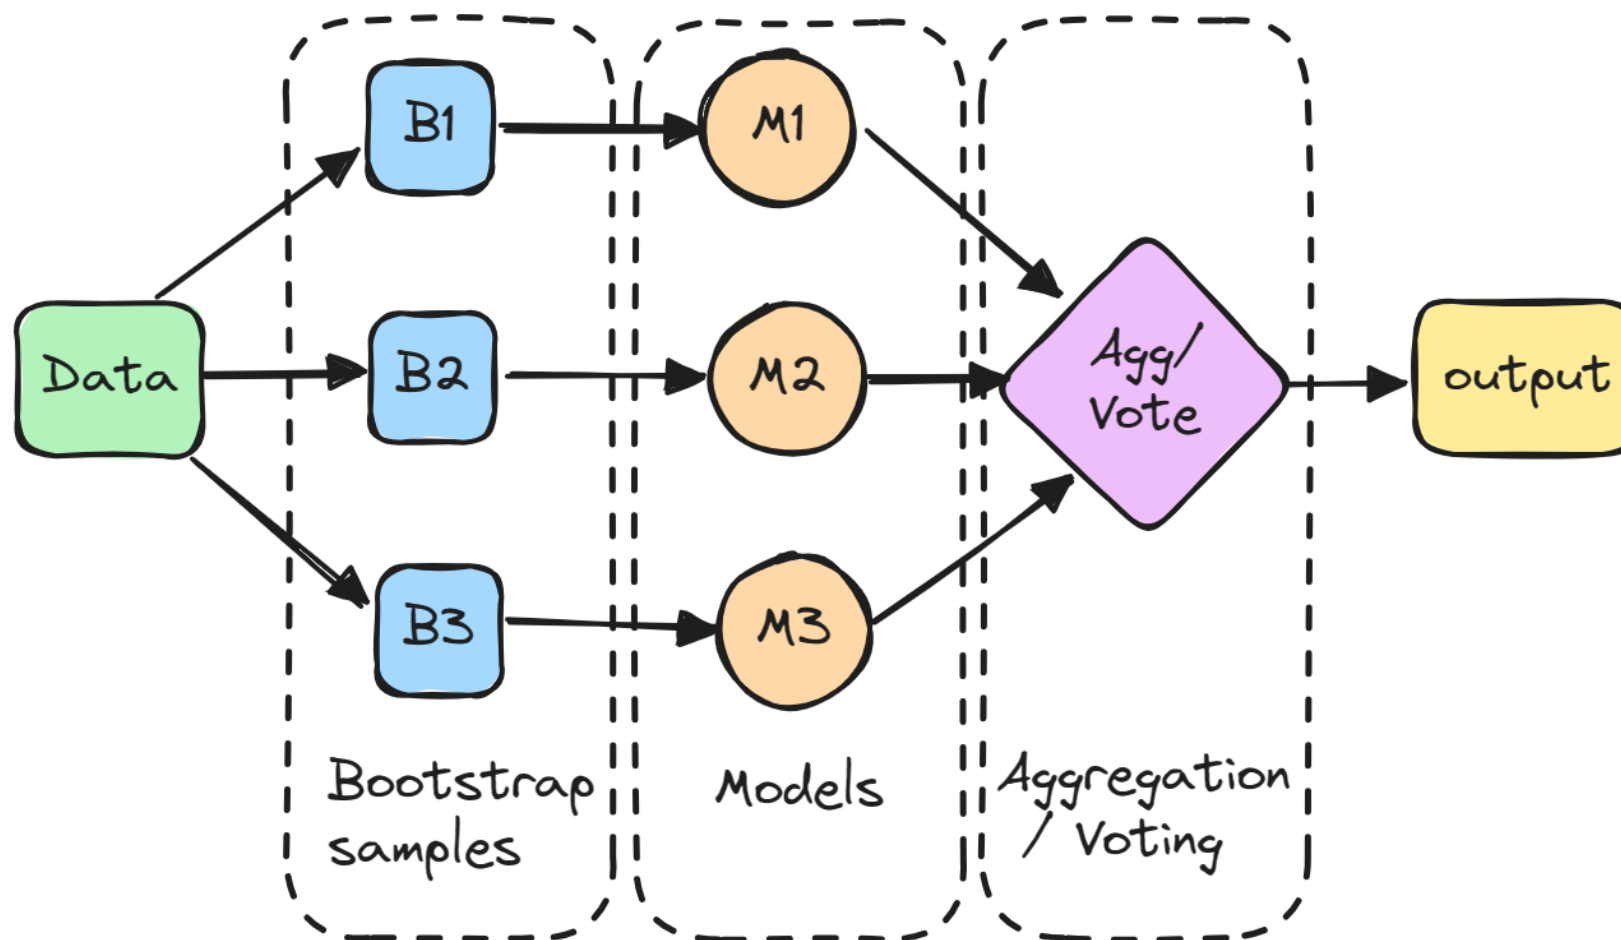 B1
M1
Data
B2
M2
Agg/
Vote
output
B3
M3
Bootstrap
samples
Models
Aggregation
/ Voting